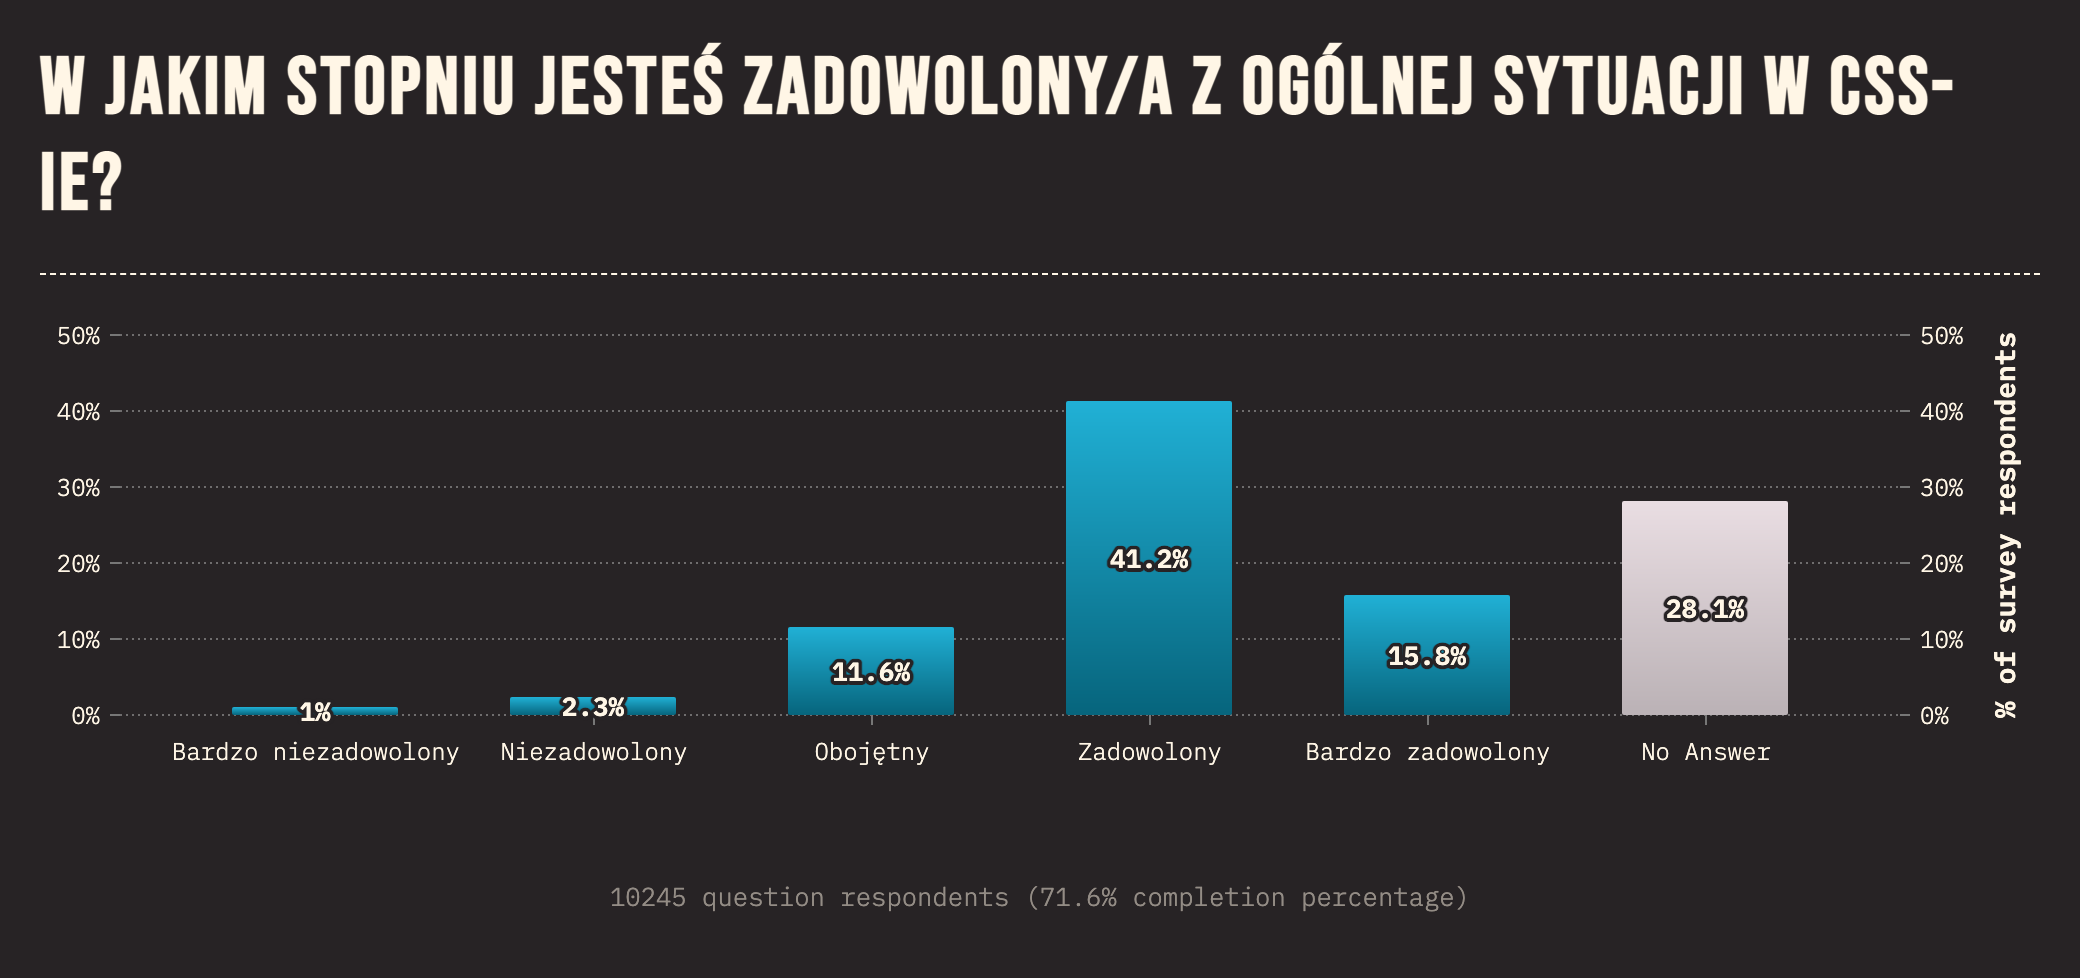 W JAKIM STOPNIU JESTEŚ ZADOWOLONY/A Z OGÓLNEJ SYTUACJI W CSS-
IE?
50% 50%
40% 40%
30% 30%
20% 20%
10% 10%
0% 0%
% of survey respondents
1% 2.3% 11.6% 41.2% 15.8% 28.1%
Bardzo niezadowolony Niezadowolony Obojętny Zadowolony Bardzo zadowolony No Answer
10245 question respondents (71.6% completion percentage)